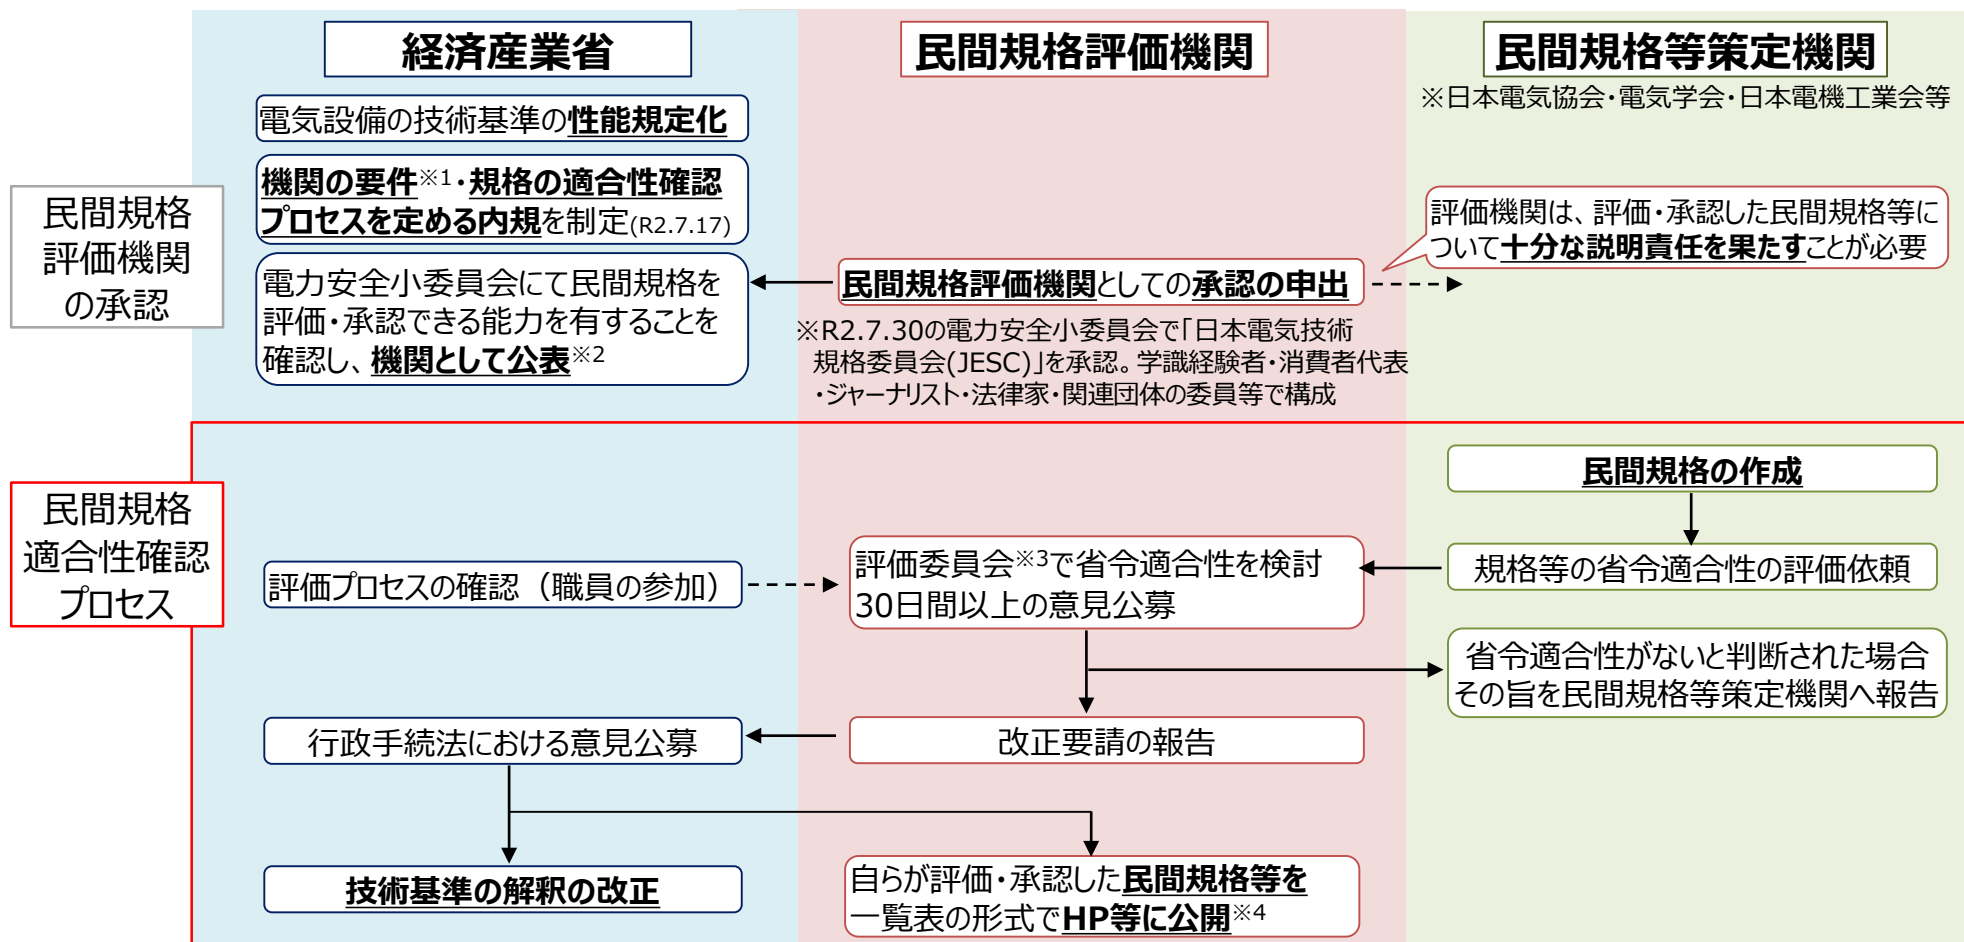 経済産業省
民間規格評価機関
民間規格等策定機関
※日本電気協会・電気学会・日本電機工業会等
民間規格
評価機関
の承認
電気設備の技術基準の性能規定化
機関の要件※1・規格の適合性確認
プロセスを定める内規を制定(R2.7.17)
電力安全小委員会にて民間規格を
評価・承認できる能力を有することを
確認し、機関として公表※2
民間規格評価機関としての承認の申出
※R2.7.30の電力安全小委員会で「日本電気技術
規格委員会(JESC)」を承認。学識経験者・消費者代表
・ジャーナリスト・法律家・関連団体の委員等で構成
評価機関は、評価・承認した民間規格等に
ついて十分な説明責任を果たすことが必要
民間規格
適合性確認
プロセス
民間規格の作成
規格等の省令適合性の評価依頼
評価プロセスの確認（職員の参加）
評価委員会※3で省令適合性を検討
30日間以上の意見公募
省令適合性がないと判断された場合
その旨を民間規格等策定機関へ報告
行政手続法における意見公募
改正要請の報告
技術基準の解釈の改正
自らが評価・承認した民間規格等を
一覧表の形式でHP等に公開※4